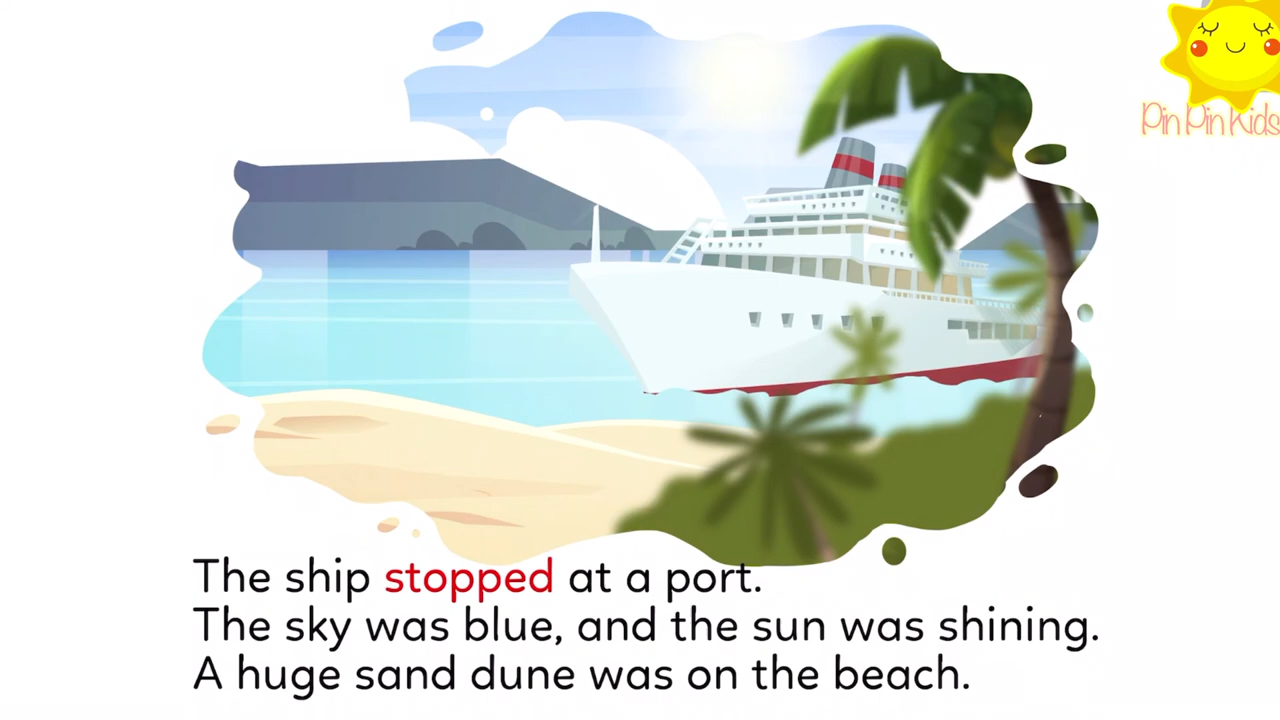 Pin Pin Kids
The ship stopped at a port.
The sky was blue, and the sun was shining.
A huge sand dune was on the beach.